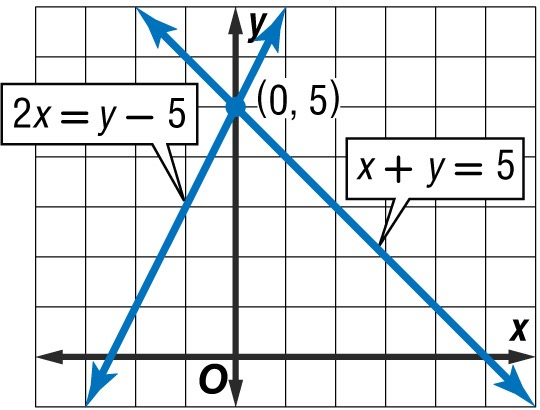 y
(0, 5)
2x = y − 5
x + y = 5
x
O